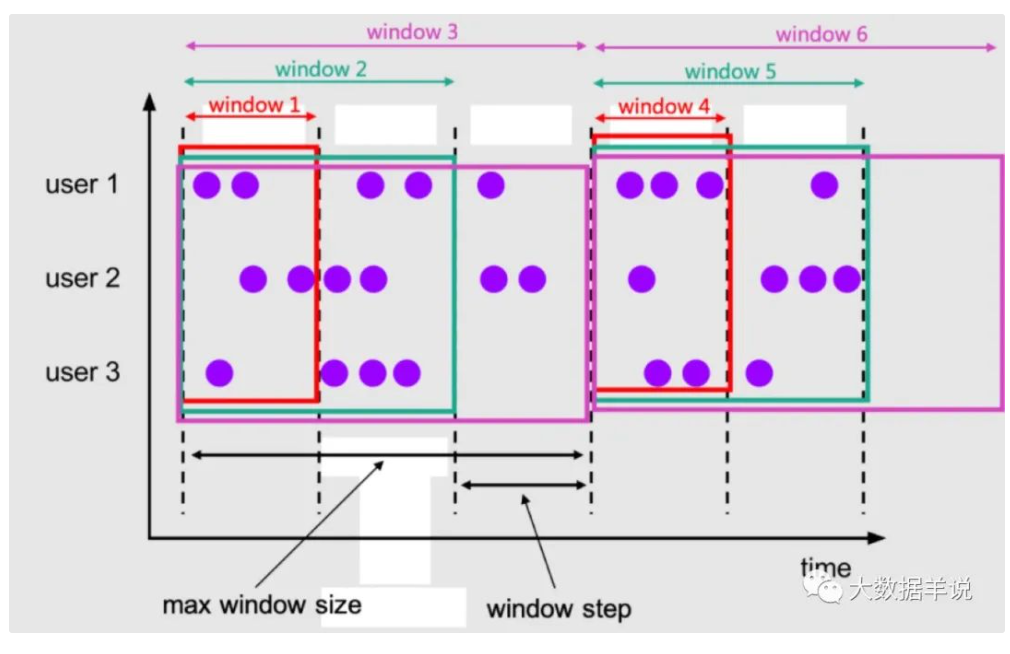 window 3
window 6
window 2
window 5
window 1
window 4
user 1
user 2
user 3
time
大数据羊说
max window size
window step